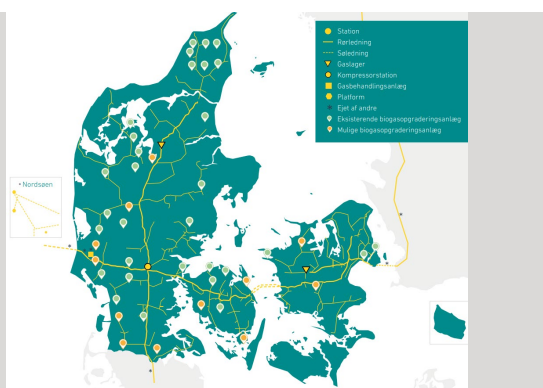 Station
Rørledning
Søledning
Gaslager
Kompressorstation
Gasbehandlingsanlæg
Platform
Ejet af andre
Eksisterende biogasopgraderingsanlæg
Mulige biogasopgraderingsanlæg
Nordsøen